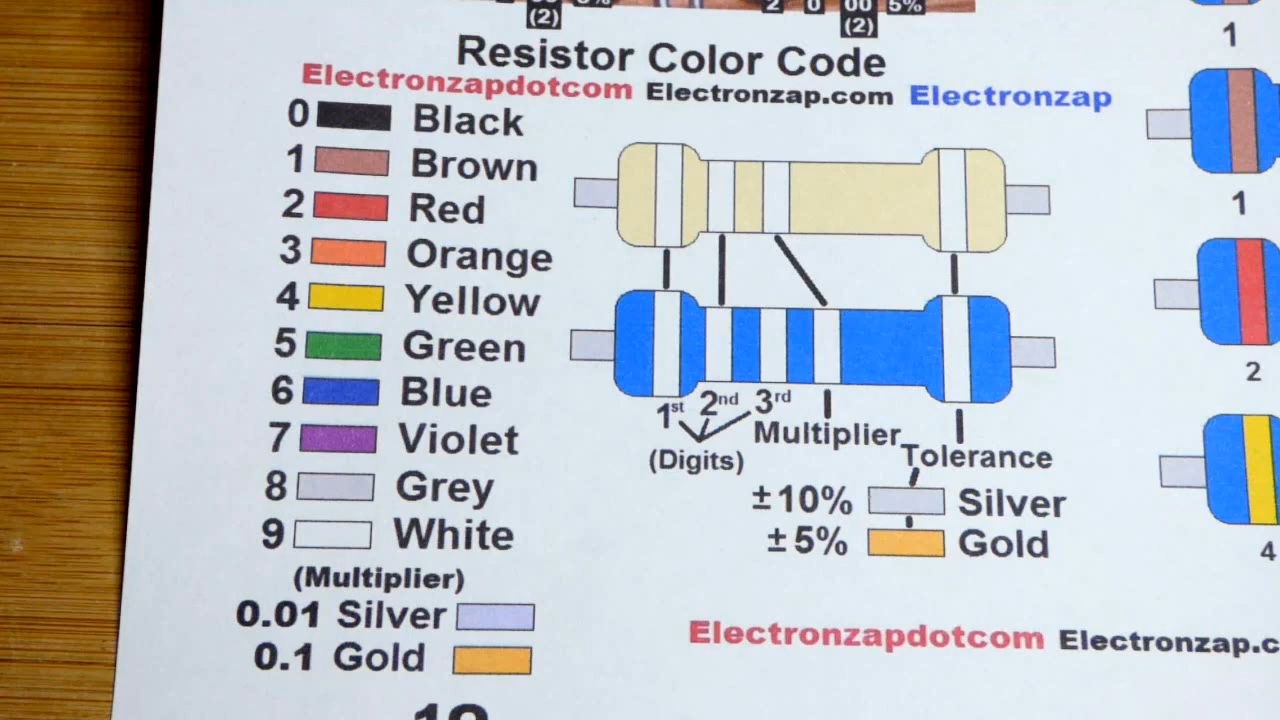 2 0 00 5%
(2) (2)
Resistor Color Code
Electronzapdotcom Electronzap.com Electronzap
0 Black
1 Brown
2 Red
3 Orange
4 Yellow
5 Green
6 Blue
7 Violet
8 Grey
9 White
(Multiplier)
0.01 Silver
0.1 Gold
1st 2nd 3rd
(Digits)
Multiplier
Tolerance
±10% Silver
±5% Gold
Electronzapdotcom Electronzap.c
1
1
2
4